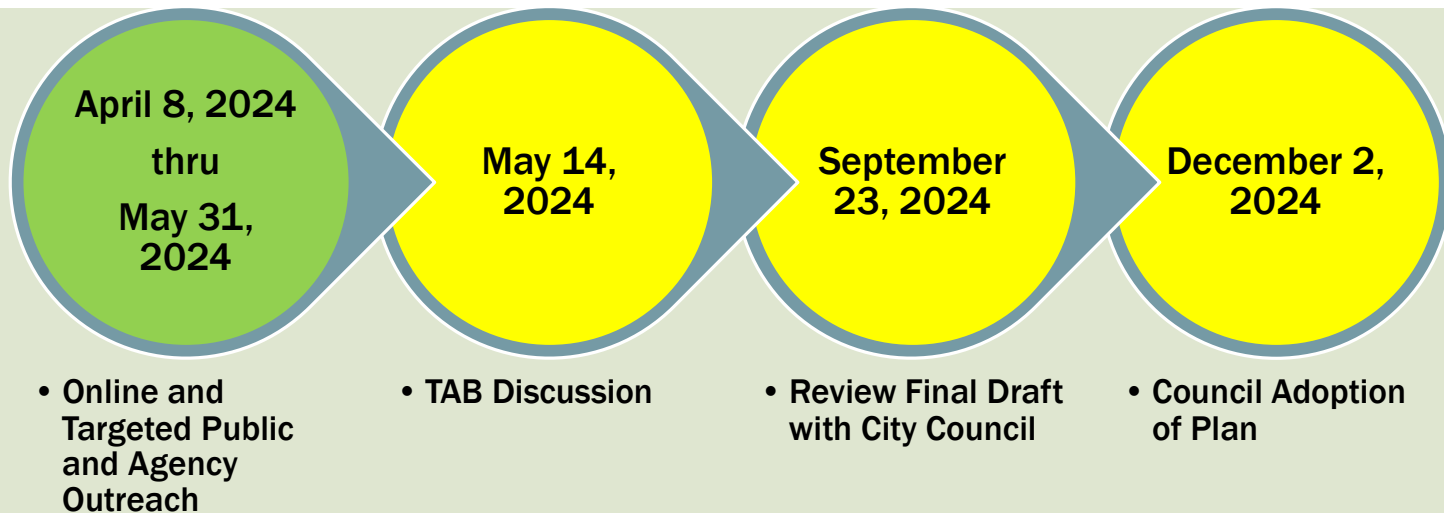 April 8, 2024
thru
May 31,
2024
• Online and
Targeted Public
and Agency
Outreach
May 14,
2024
• TAB Discussion
September
23, 2024
• Review Final Draft
with City Council
December 2,
2024
• Council Adoption
of Plan